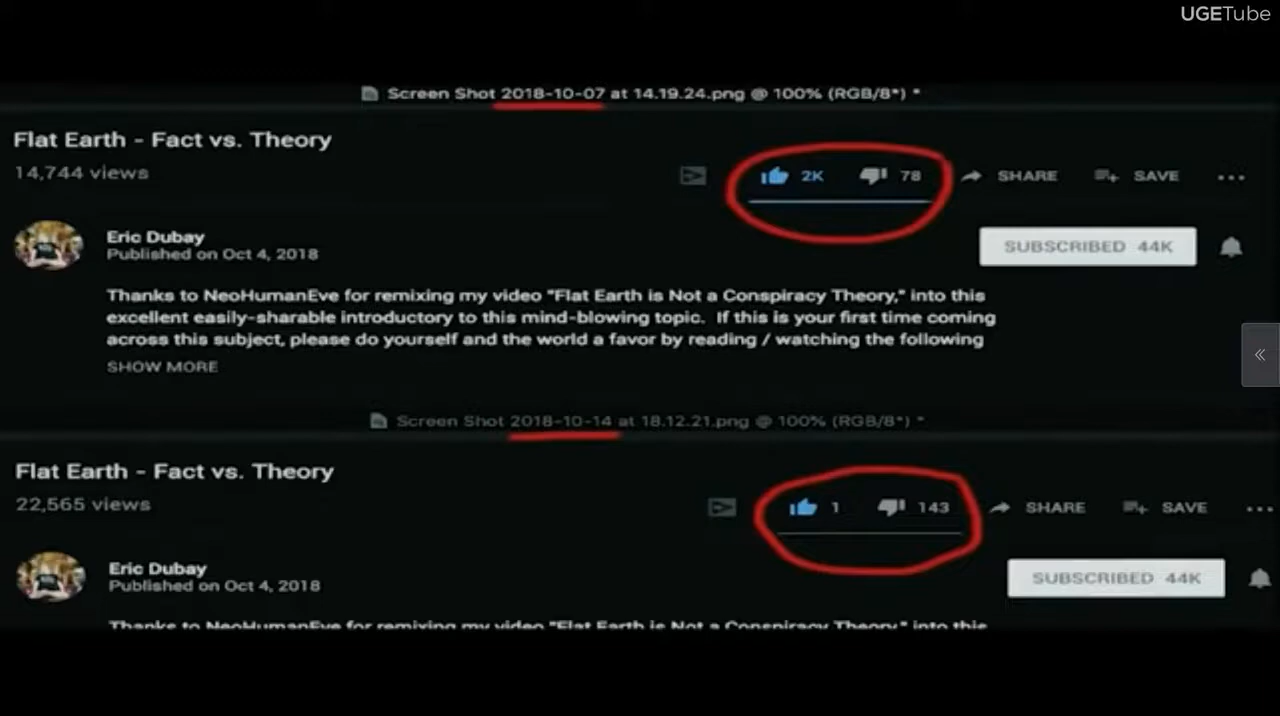 UGETube
Screen Shot 2018-10-07 at 14.19.24.png @ 100% (RGB/8*) *
Flat Earth - Fact vs. Theory
14,744 views
2K 78 SHARE SAVE
Eric Dubay
Published on Oct 4, 2018
SUBSCRIBED 44K
Thanks to NeoHumanEve for remixing my video "Flat Earth is Not a Conspiracy Theory," into this
excellent easily-sharable introductory to this mind-blowing topic. If this is your first time coming
across this subject, please do yourself and the world a favor by reading / watching the following
SHOW MORE
Screen Shot 2018-10-14 at 18.12.21.png @ 100% (RGB/8*) *
Flat Earth - Fact vs. Theory
22,565 views
1 143 SHARE SAVE
Eric Dubay
Published on Oct 4, 2018
SUBSCRIBED 44K
Thanks to NeoHumanEve for remixing my video "Flat Earth is Not a Conspiracy Theory," into this